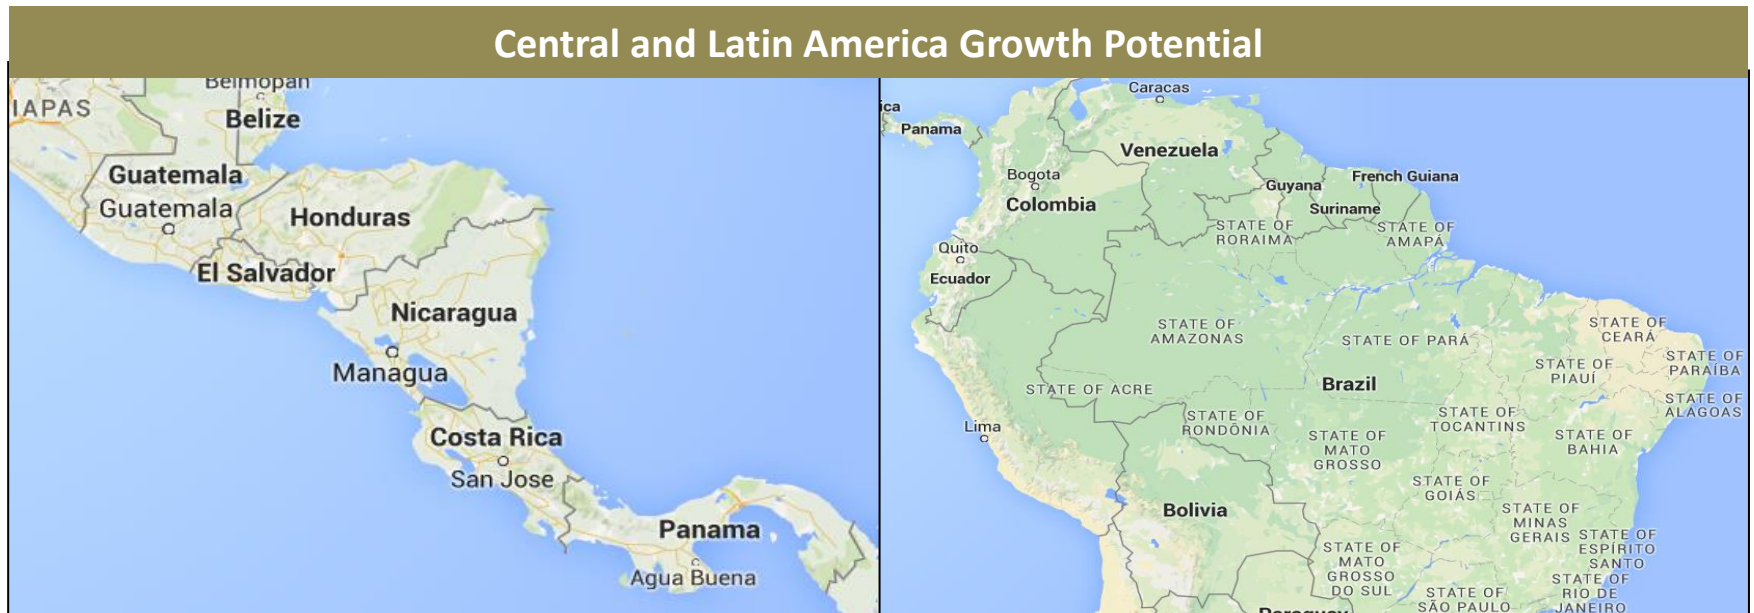 Central and Latin America Growth Potential
Belmopan
IAPAS
Belize
Guatemala
Guatemala
Honduras
El Salvador
Nicaragua
Managua
Costa Rica
San Jose
Panama
Agua Buena
ica
Panama
Caracas
Venezuela
Bogota
Colombia
Guyana
French Guiana
Suriname
STATE OF
RORAIMA
STATE OF
AMAPÁ
Quito
Ecuador
STATE OF
AMAZONAS
STATE OF PARÁ
STATE OF
CEARÁ
STATE OF
PARAÍBA
STATE OF
PIAUÍ
Brazil
STATE OF ACRE
STATE OF
ALAGOAS
STATE OF
RONDÔNIA
STATE OF
TOCANTINS
Lima
STATE OF
MATO
GROSSO
STATE OF
BAHIA
STATE OF
GOIÁS
Bolivia
STATE OF
MINAS
GERAIS
STATE OF
ESPÍRITO
SANTO
STATE OF
MATO
GROSSO
DO SUL
STATE OF
SÃO PAULO
STATE OF
RIO DE
JANEIRO
Paraguay